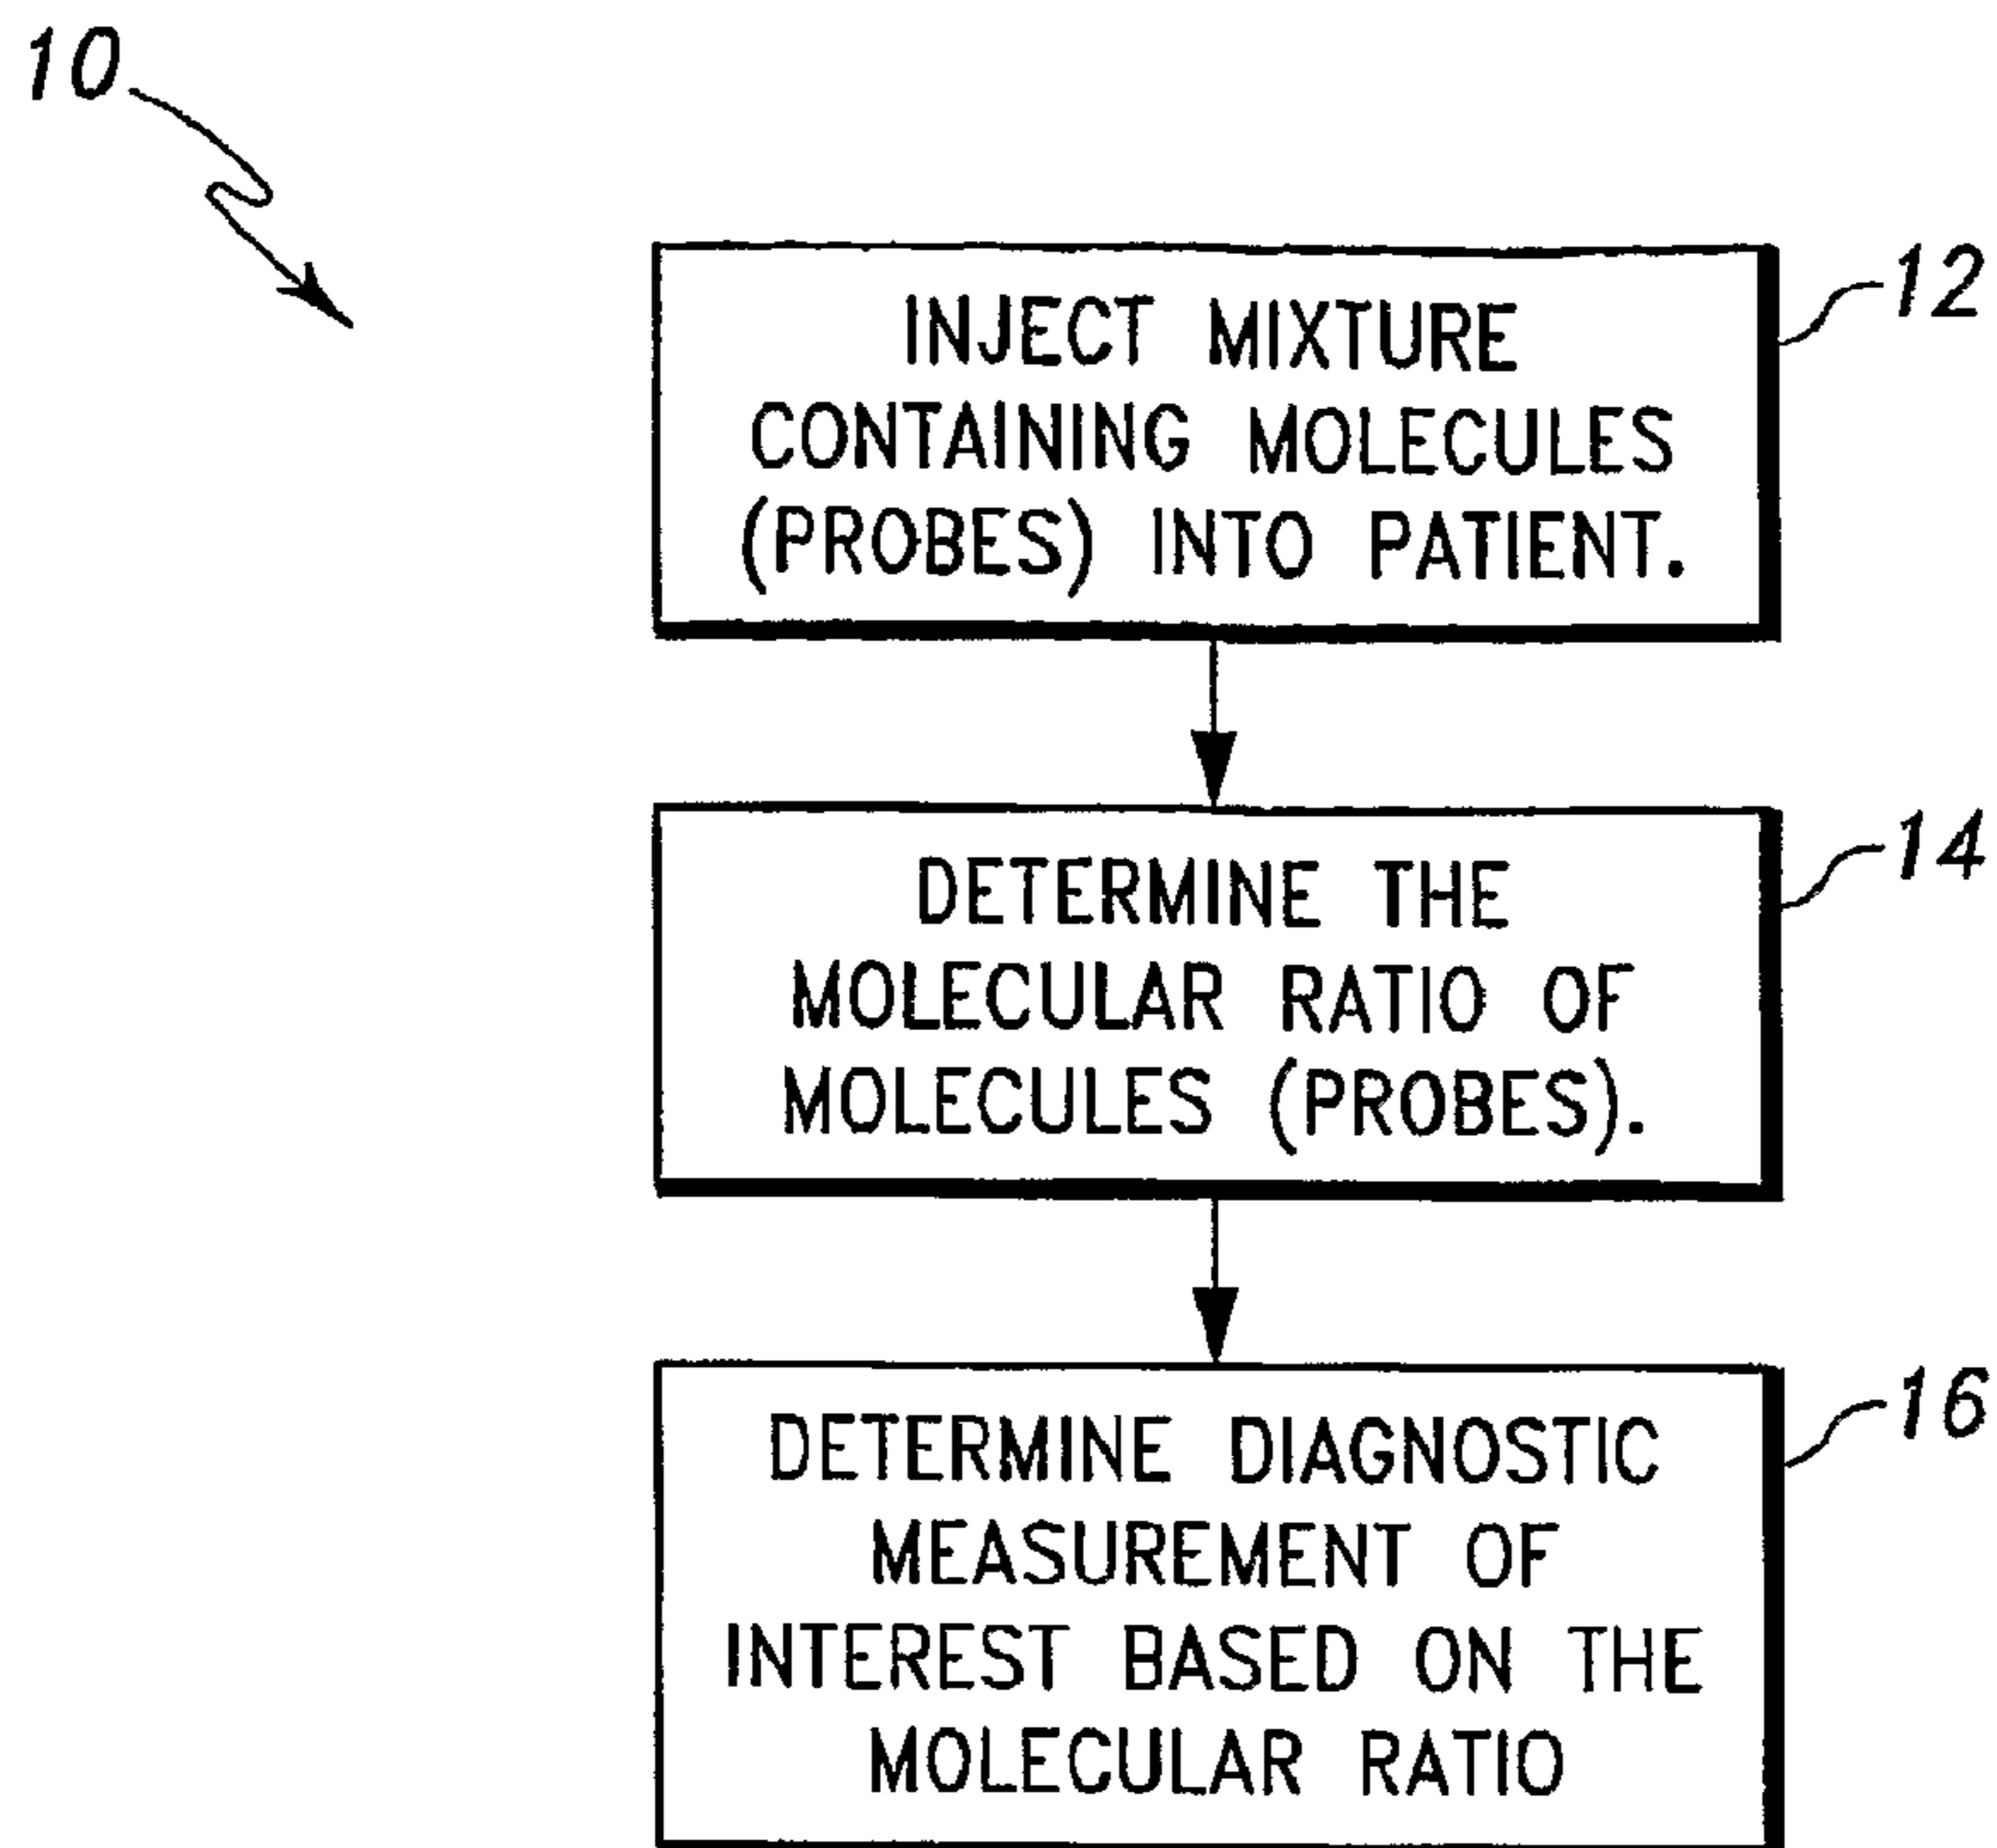 10
INJECT MIXTURE
CONTAINING MOLECULES
(PROBES) INTO PATIENT.
12
DETERMINE THE
MOLECULAR RATIO OF
MOLECULES (PROBES).
14
DETERMINE DIAGNOSTIC
MEASUREMENT OF
INTEREST BASED ON THE
MOLECULAR RATIO
16